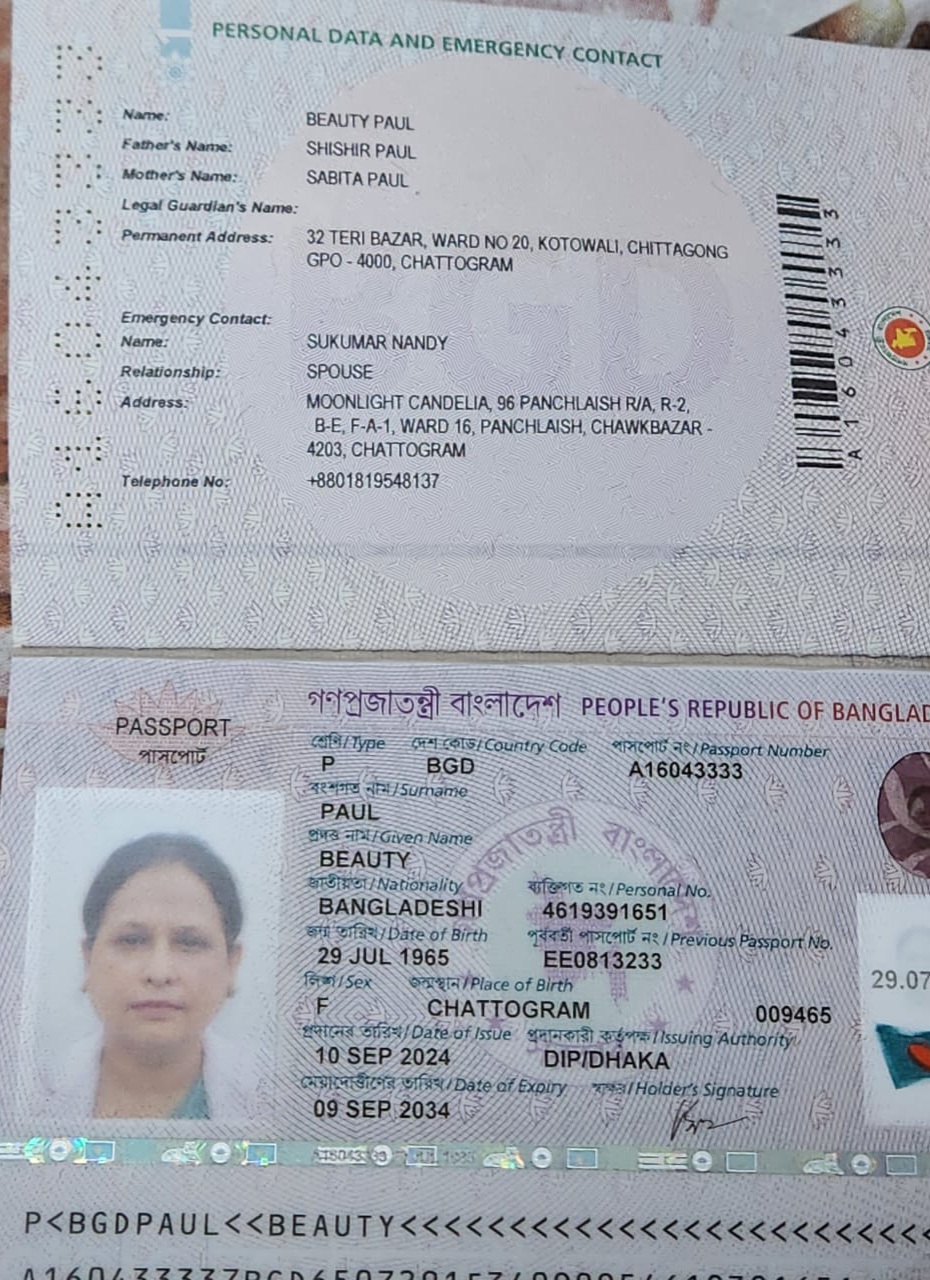 PERSONAL DATA AND EMERGENCY CONTACT
Name: BEAUTY PAUL
Father's Name: SHISHIR PAUL
Mother's Name: SABITA PAUL
Legal Guardian's Name:
Permanent Address: 32 TERI BAZAR, WARD NO 20, KOTOWALI, CHITTAGONG
GPO - 4000, CHATTOGRAM
Emergency Contact:
Name: SUKUMAR NANDY
Relationship: SPOUSE
Address: MOONLIGHT CANDELIA, 96 PANCHLAISH R/A, R-2,
B-E, F-A-1, WARD 16, PANCHLAISH, CHAWKBAZAR -
4203, CHATTOGRAM
Telephone No: +8801819548137
A16043333
A16043333
গণপ্রজাতন্ত্রী বাংলাদেশ PEOPLE'S REPUBLIC OF BANGLAD
PASSPORT
পাসপোর্ট
শ্রেণি/Type দেশ কোড/Country Code পাসপোর্ট নং/Passport Number
P BGD A16043333
বংশগত নাম/Surname
PAUL
প্রদত্ত নাম/Given Name
BEAUTY
জাতীয়তা/Nationality ব্যক্তিগত নং/Personal No.
BANGLADESHI 4619391651
জন্ম তারিখ/Date of Birth পূর্ববর্তী পাসপোর্ট নং/Previous Passport No.
29 JUL 1965 EE0813233
লিঙ্গ/Sex জন্মস্থান/Place of Birth
F CHATTOGRAM 009465
প্রদানের তারিখ/Date of Issue প্রদানকারী কর্তৃপক্ষ/Issuing Authority
10 SEP 2024 DIP/DHAKA
মেয়াদোত্তীর্ণের তারিখ/Date of Expiry স্বাক্ষর/Holder's Signature
09 SEP 2034
29.07
P<BGDPAUL<<BEAUTY<<<<<<<<<<<<<<<<<<<<<<<